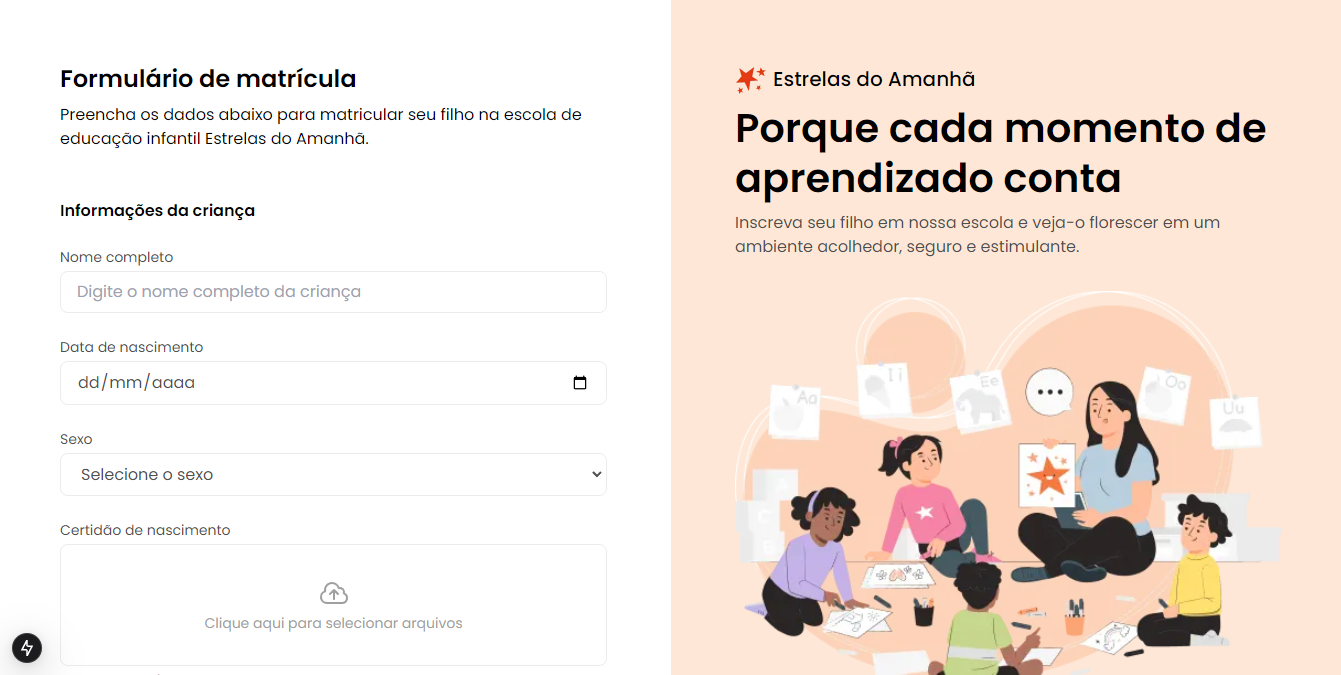 Formulário de matrícula
Preencha os dados abaixo para matricular seu filho na escola de
educação infantil Estrelas do Amanhã.
Informações da criança
Nome completo
Digite o nome completo da criança
Data de nascimento
dd/mm/aaaa
Sexo
Selecione o sexo
Certidão de nascimento
Clique aqui para selecionar arquivos
Estrelas do Amanhã
Porque cada momento de
aprendizado conta
Inscreva seu filho em nossa escola e veja-o florescer em um
ambiente acolhedor, seguro e estimulante.
Aa
Ii
Ee
Oo
Uu